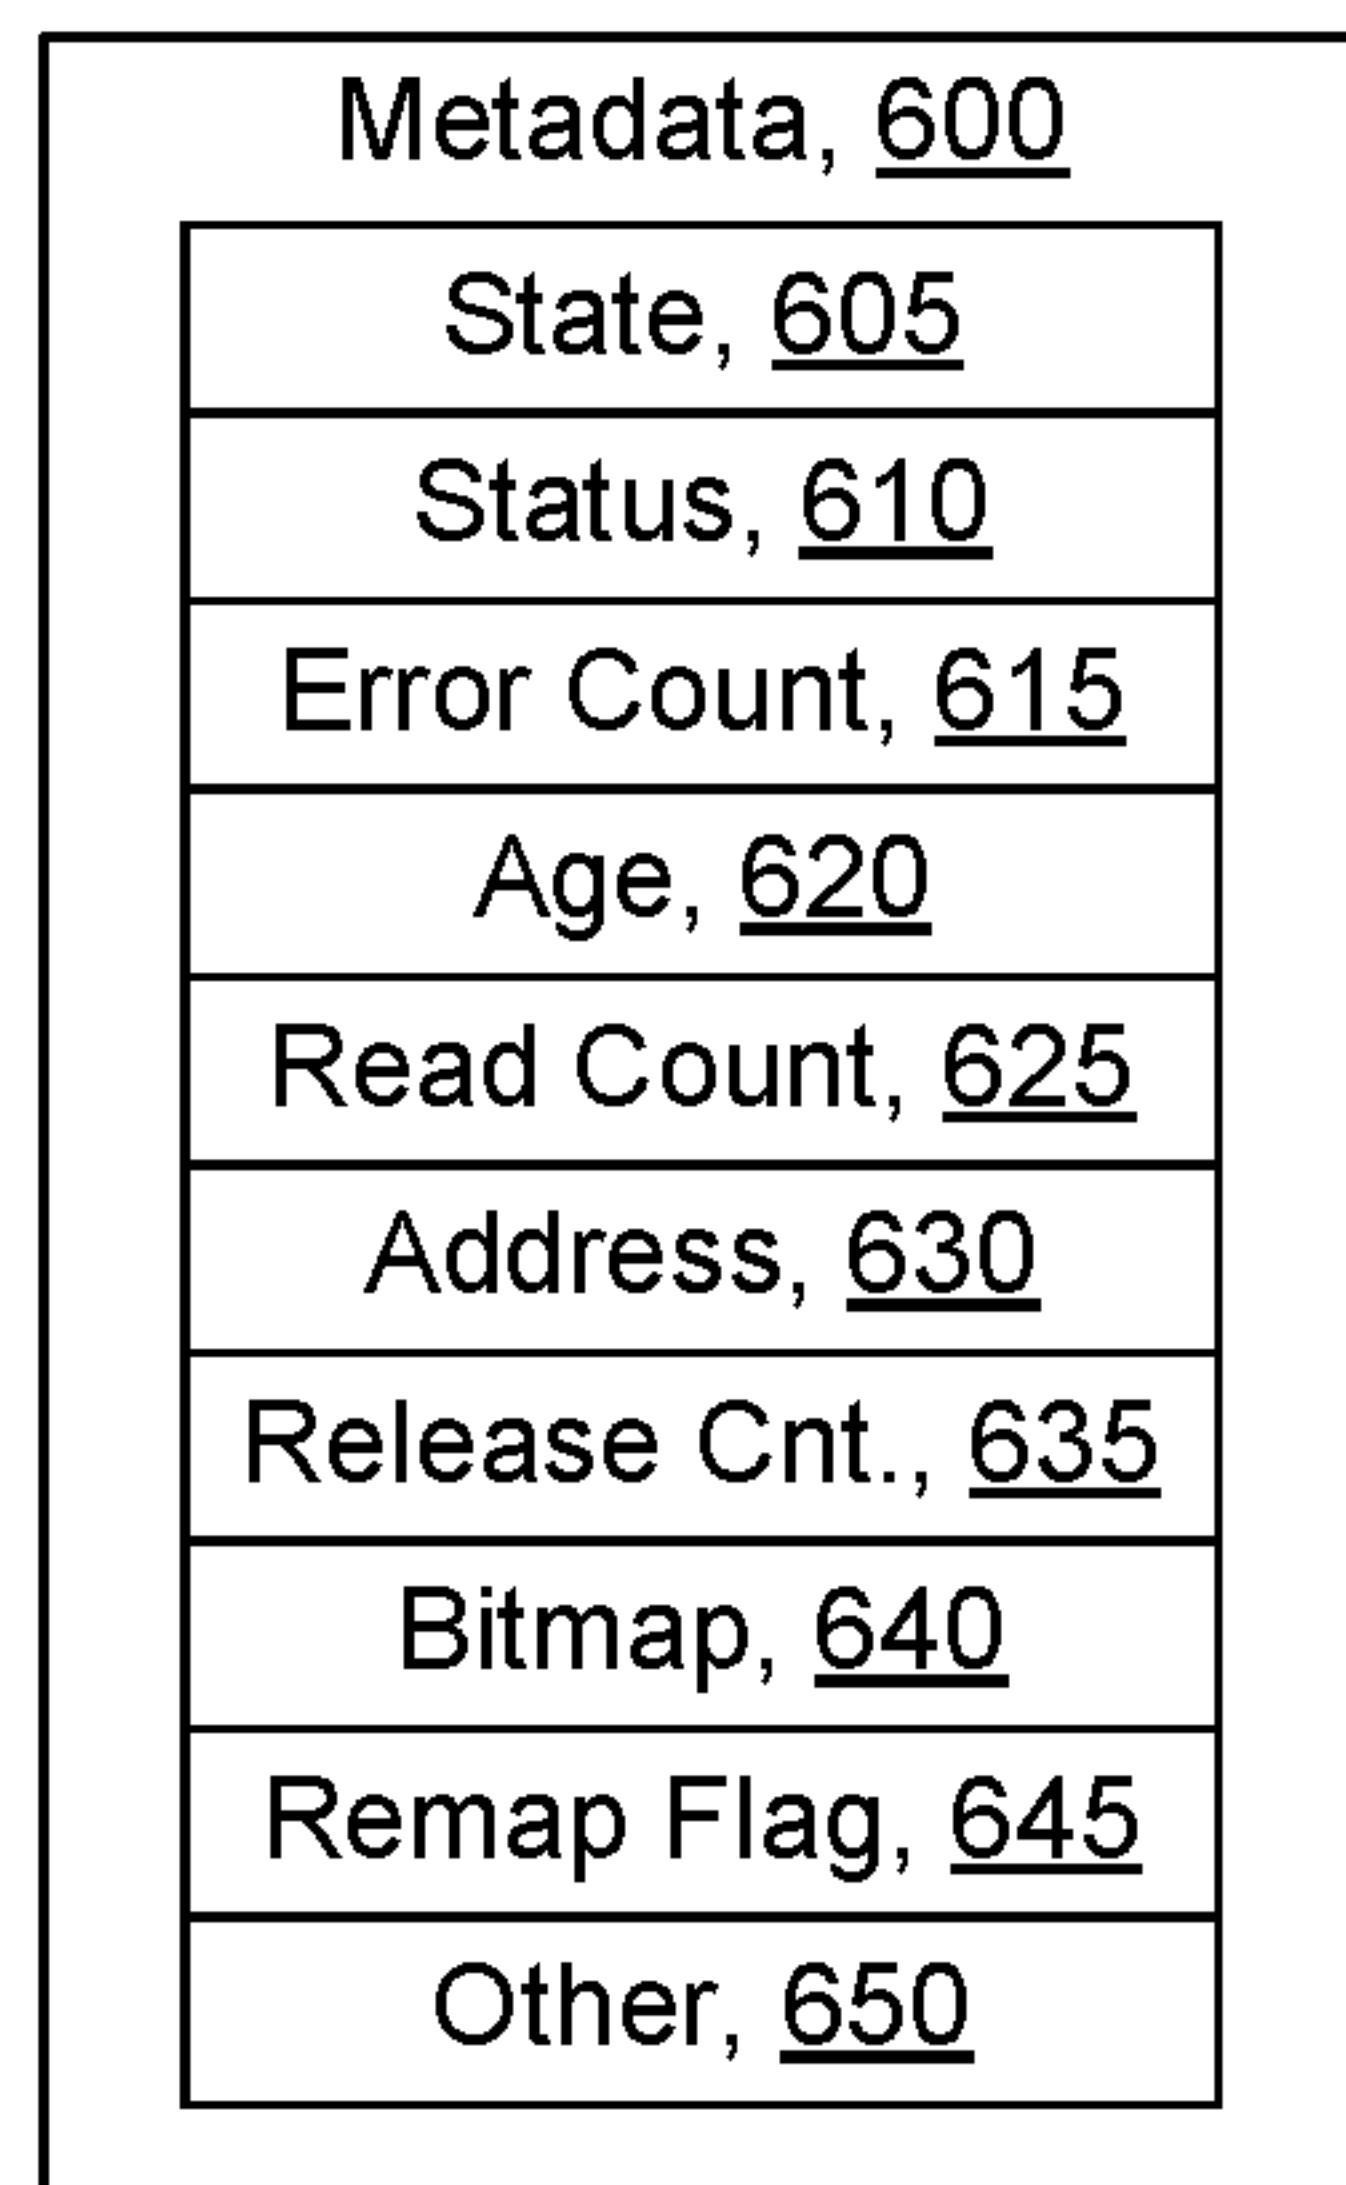 Metadata, 600
State, 605
Status, 610
Error Count, 615
Age, 620
Read Count, 625
Address, 630
Release Cnt., 635
Bitmap, 640
Remap Flag, 645
Other, 650